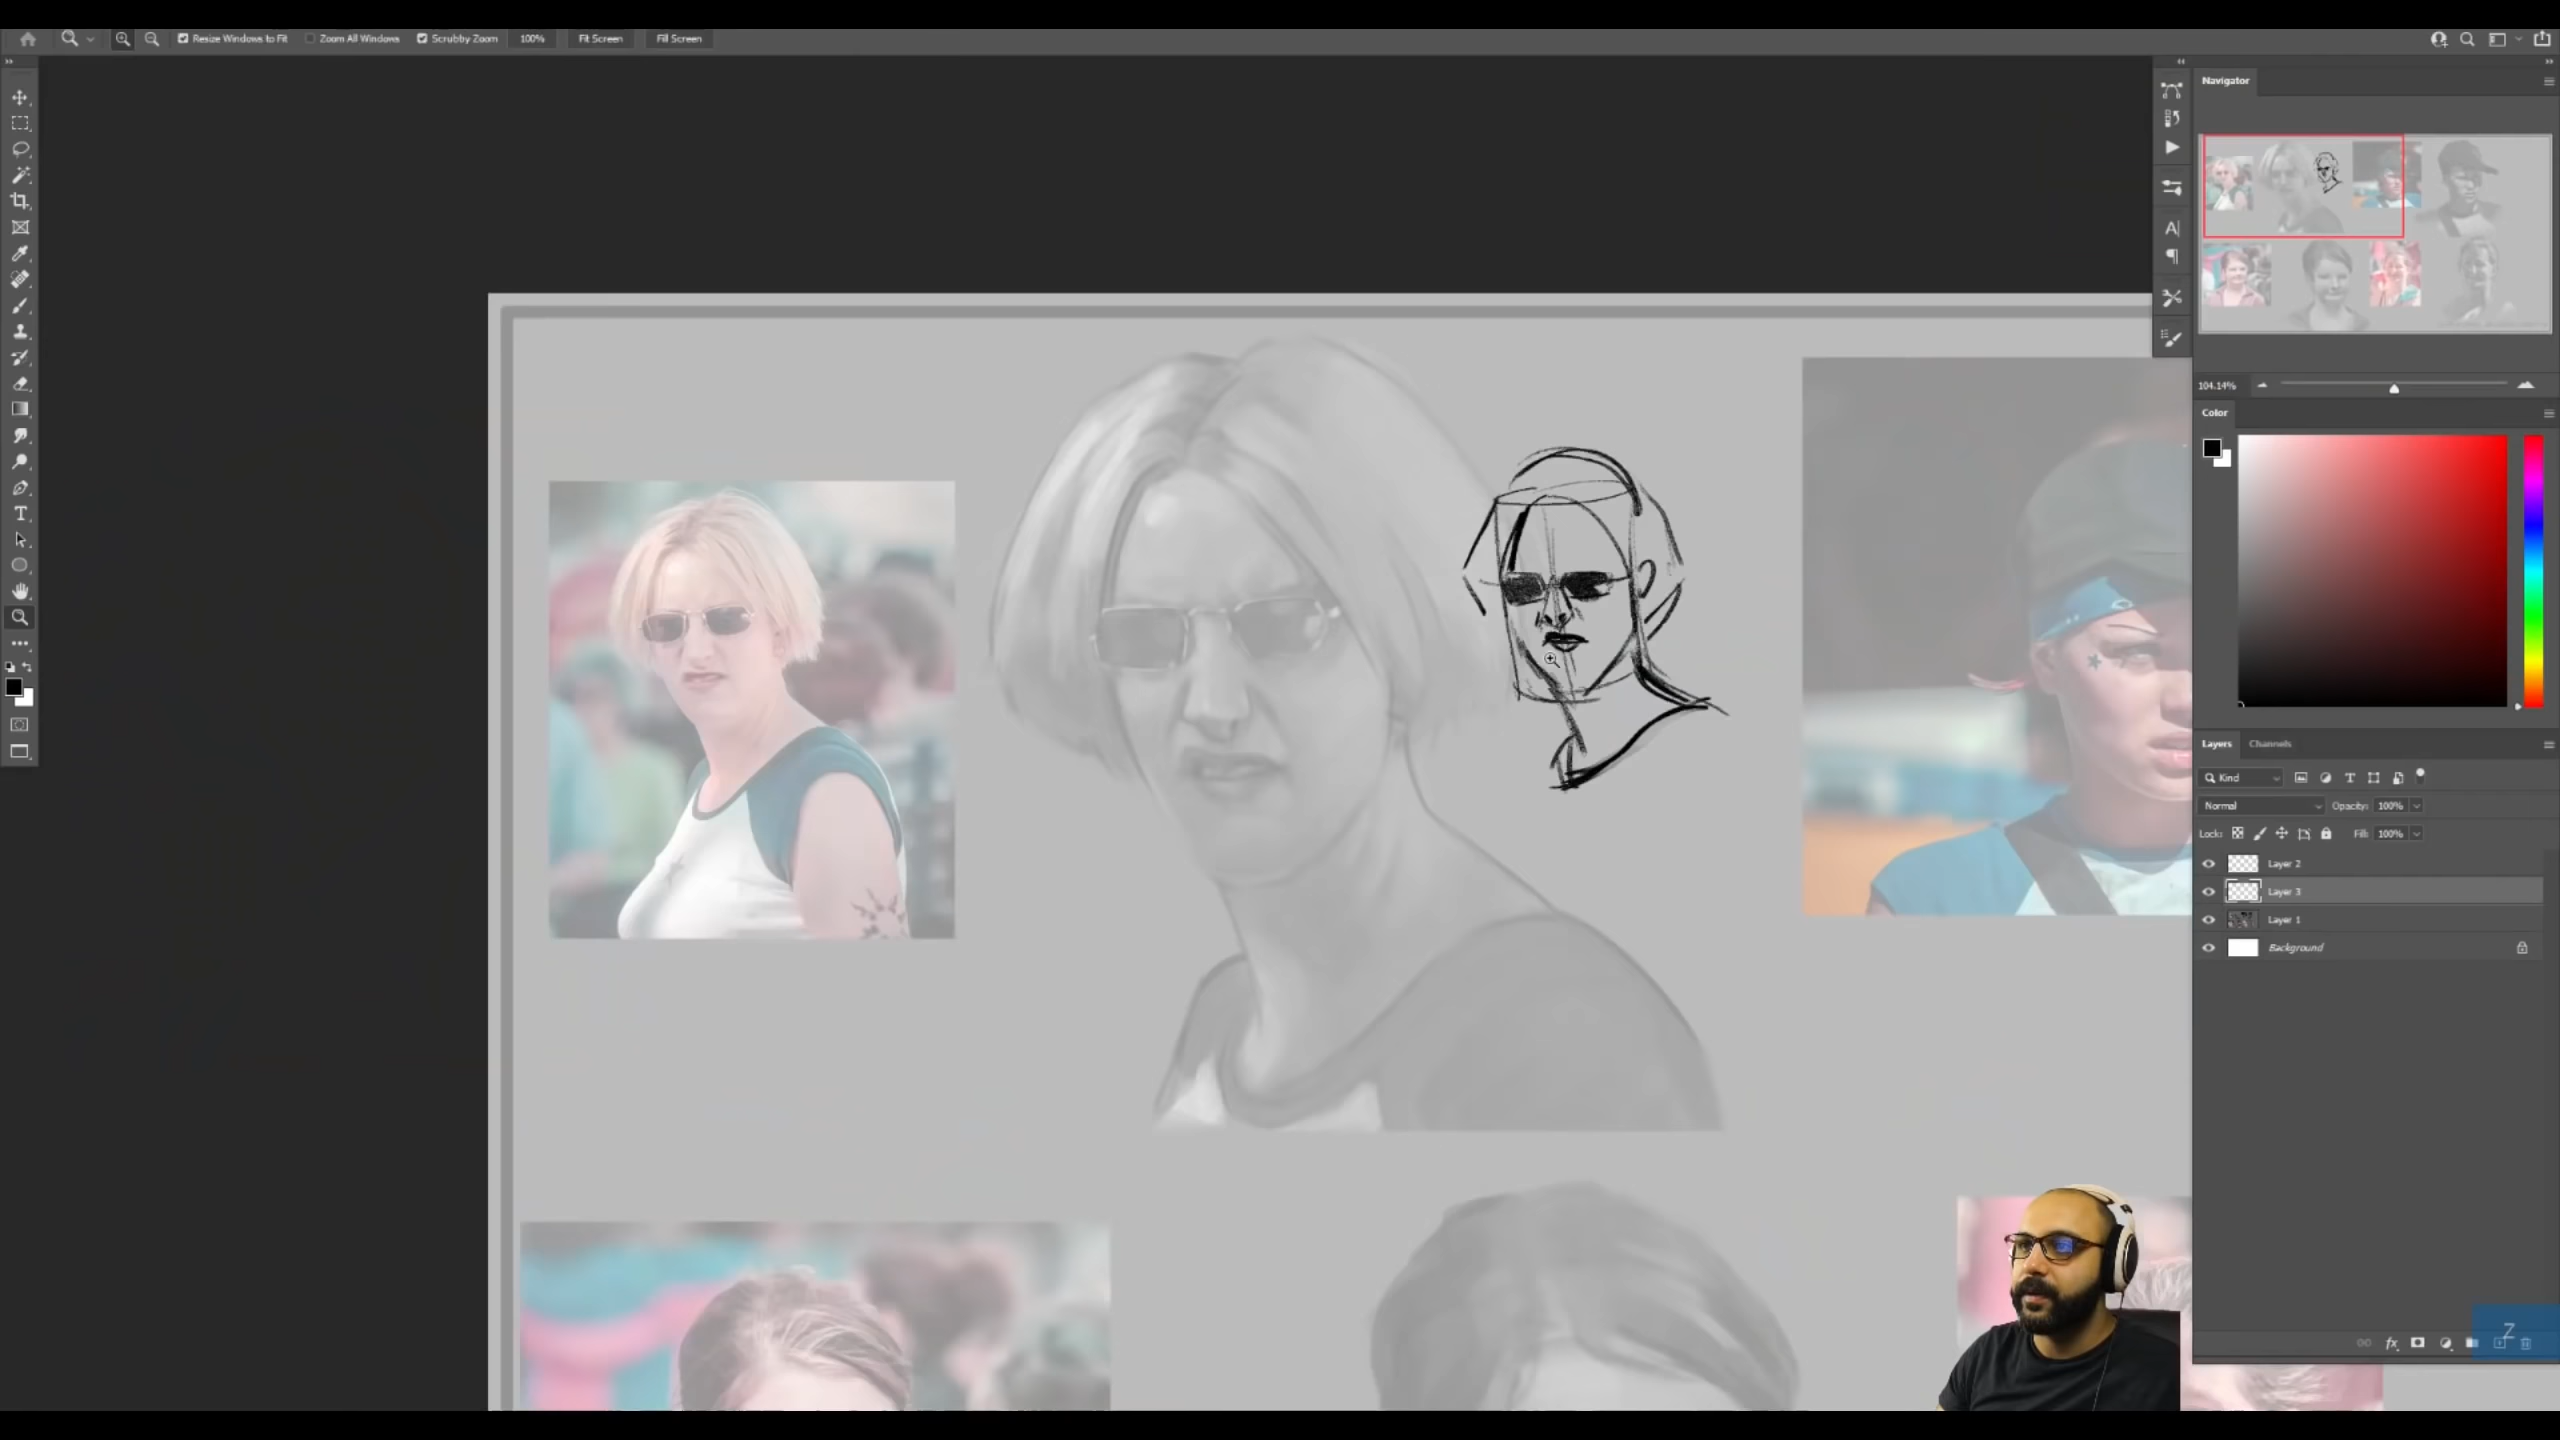 Resize Windows to Fit Zoom All Windows Scrubby Zoom 100% Fit Screen Fill Screen
Navigator
104.14%
Color
Layers Channels
Kind
Normal Opacity: 100%
Lock: Fill: 100%
Layer 2
Layer 3
Layer 1
Background
fx
Z